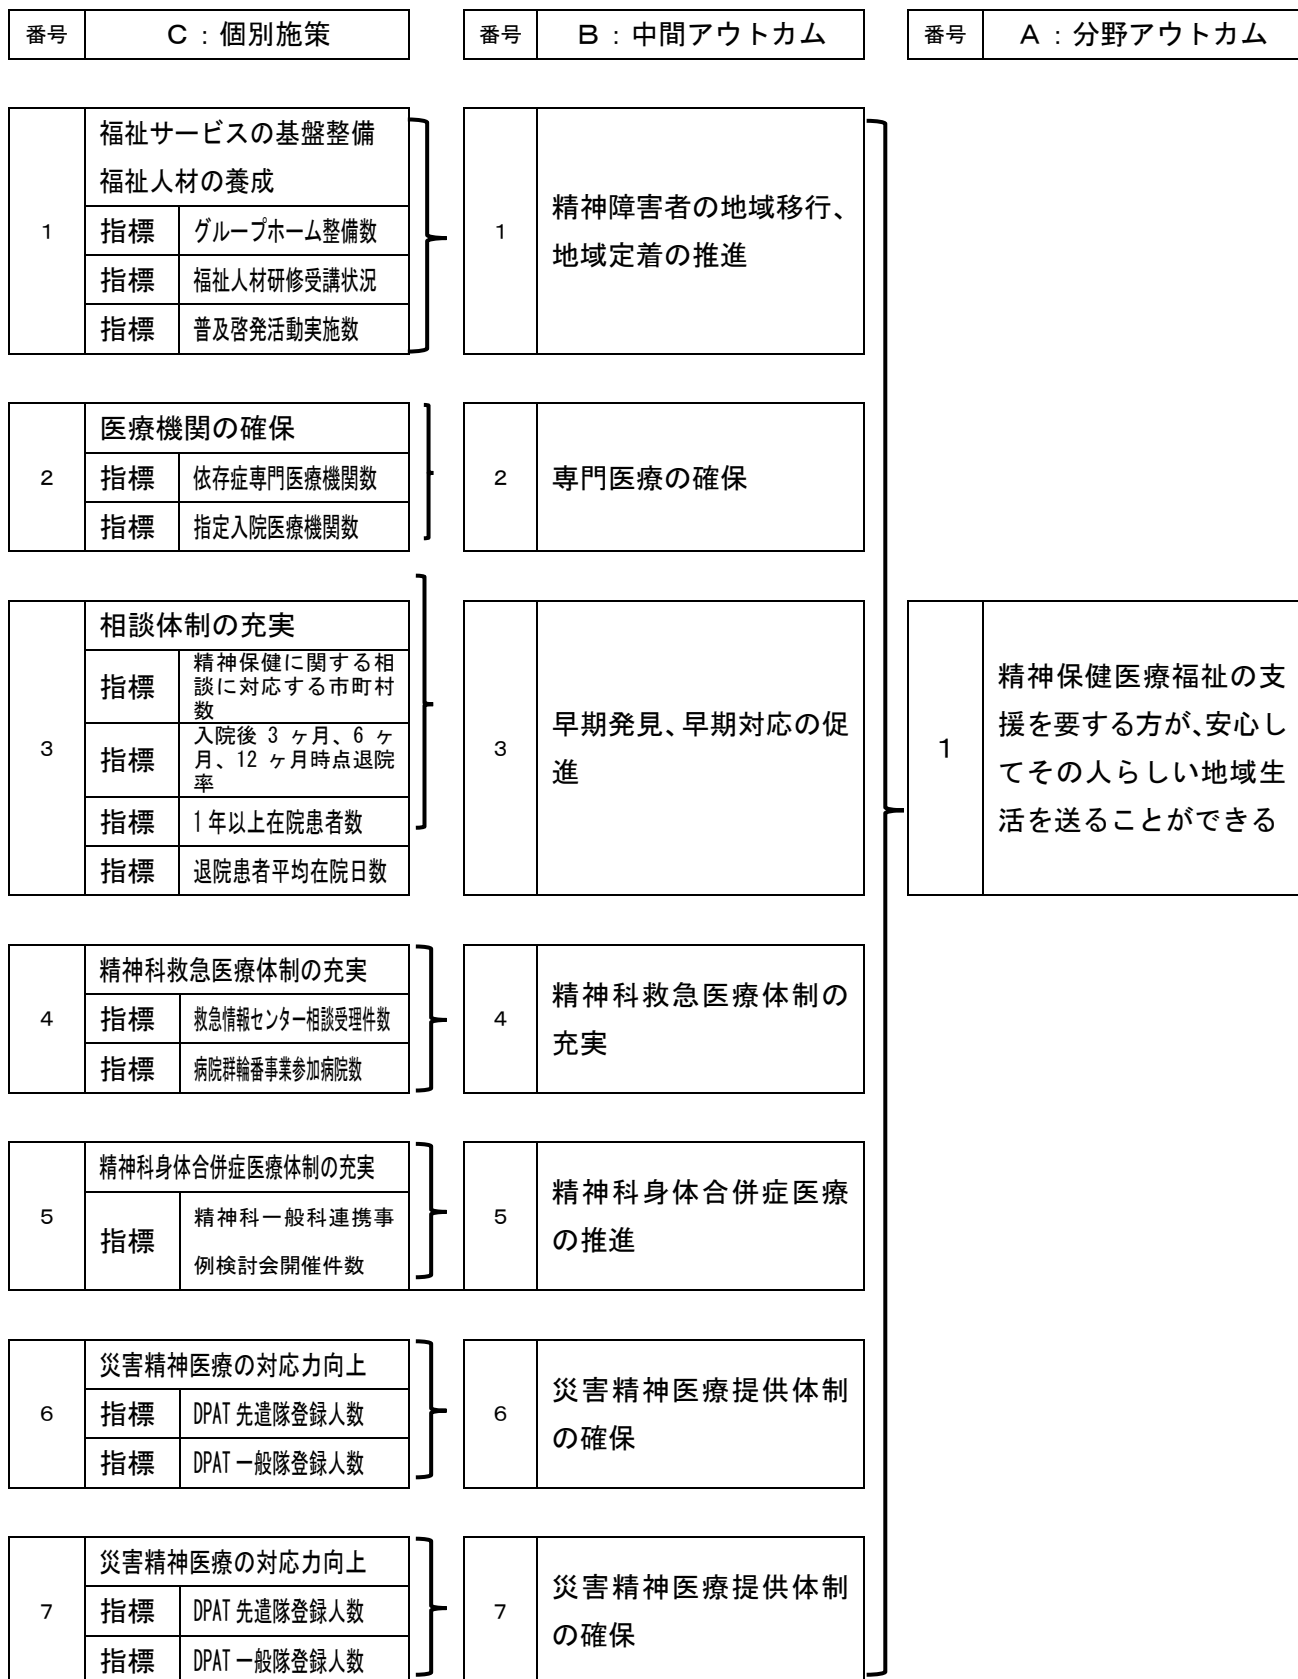 番号 C：個別施策 番号 B：中間アウトカム 番号 A：分野アウトカム
1
福祉サービスの基盤整備
福祉人材の養成
指標 グループホーム整備数
指標 福祉人材研修受講状況
指標 普及啓発活動実施数
1
精神障害者の地域移行、
地域定着の推進
2
医療機関の確保
指標 依存症専門医療機関数
指標 指定入院医療機関数
2
専門医療の確保
3
相談体制の充実
指標
精神保健に関する相
談に対応する市町村
数
指標
入院後 3 ヶ月、6 ヶ
月、12 ヶ月時点退院
率
指標 1年以上在院患者数
指標 退院患者平均在院日数
3
早期発見、早期対応の促
進
4
精神科救急医療体制の充実
指標 救急情報センター相談受理件数
指標 病院群輪番事業参加病院数
4
精神科救急医療体制の
充実
5
精神科身体合併症医療体制の充実
指標
精神科一般科連携事
例検討会開催件数
5
精神科身体合併症医療
の推進
6
災害精神医療の対応力向上
指標 DPAT先遣隊登録人数
指標 DPAT一般隊登録人数
6
災害精神医療提供体制
の確保
7
災害精神医療の対応力向上
指標 DPAT先遣隊登録人数
指標 DPAT一般隊登録人数
7
災害精神医療提供体制
の確保
1
精神保健医療福祉の支
援を要する方が、安心し
てその人らしい地域生
活を送ることができる